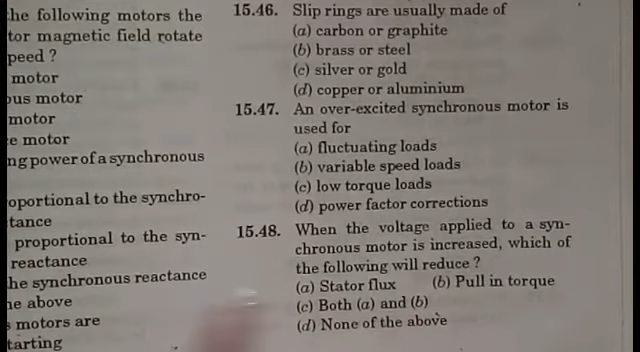 he following motors the
tor magnetic field rotate
peed ?
motor
ous motor
motor
e motor
ng power of a synchronous
oportional to the synchro-
tance
proportional to the syn-
reactance
he synchronous reactance
ne above
s motors are
tarting
15.46. Slip rings are usually made of
(a) carbon or graphite
(b) brass or steel
(c) silver or gold
(d) copper or aluminium
15.47. An over-excited synchronous motor is
used for
(a) fluctuating loads
(b) variable speed loads
(c) low torque loads
(d) power factor corrections
15.48. When the voltage applied to a syn-
chronous motor is increased, which of
the following will reduce ?
(a) Stator flux (b) Pull in torque
(c) Both (a) and (b)
(d) None of the above